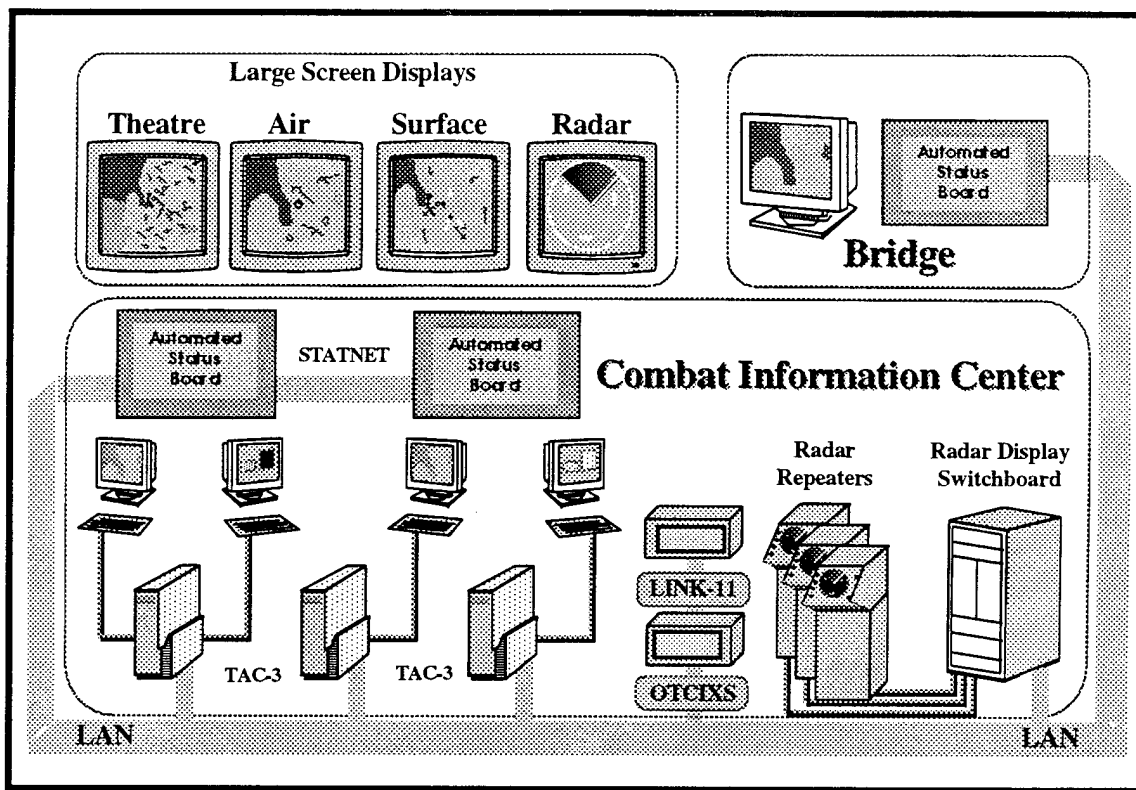 Large Screen Displays
Theatre Air Surface Radar
Automated
Status
Board
Bridge
Automated
Status
Board
STATNET
Automated
Status
Board
Combat Information Center
Radar
Repeaters
Radar Display
Switchboard
LINK-11
OTCIXS
TAC-3
TAC-3
LAN
LAN